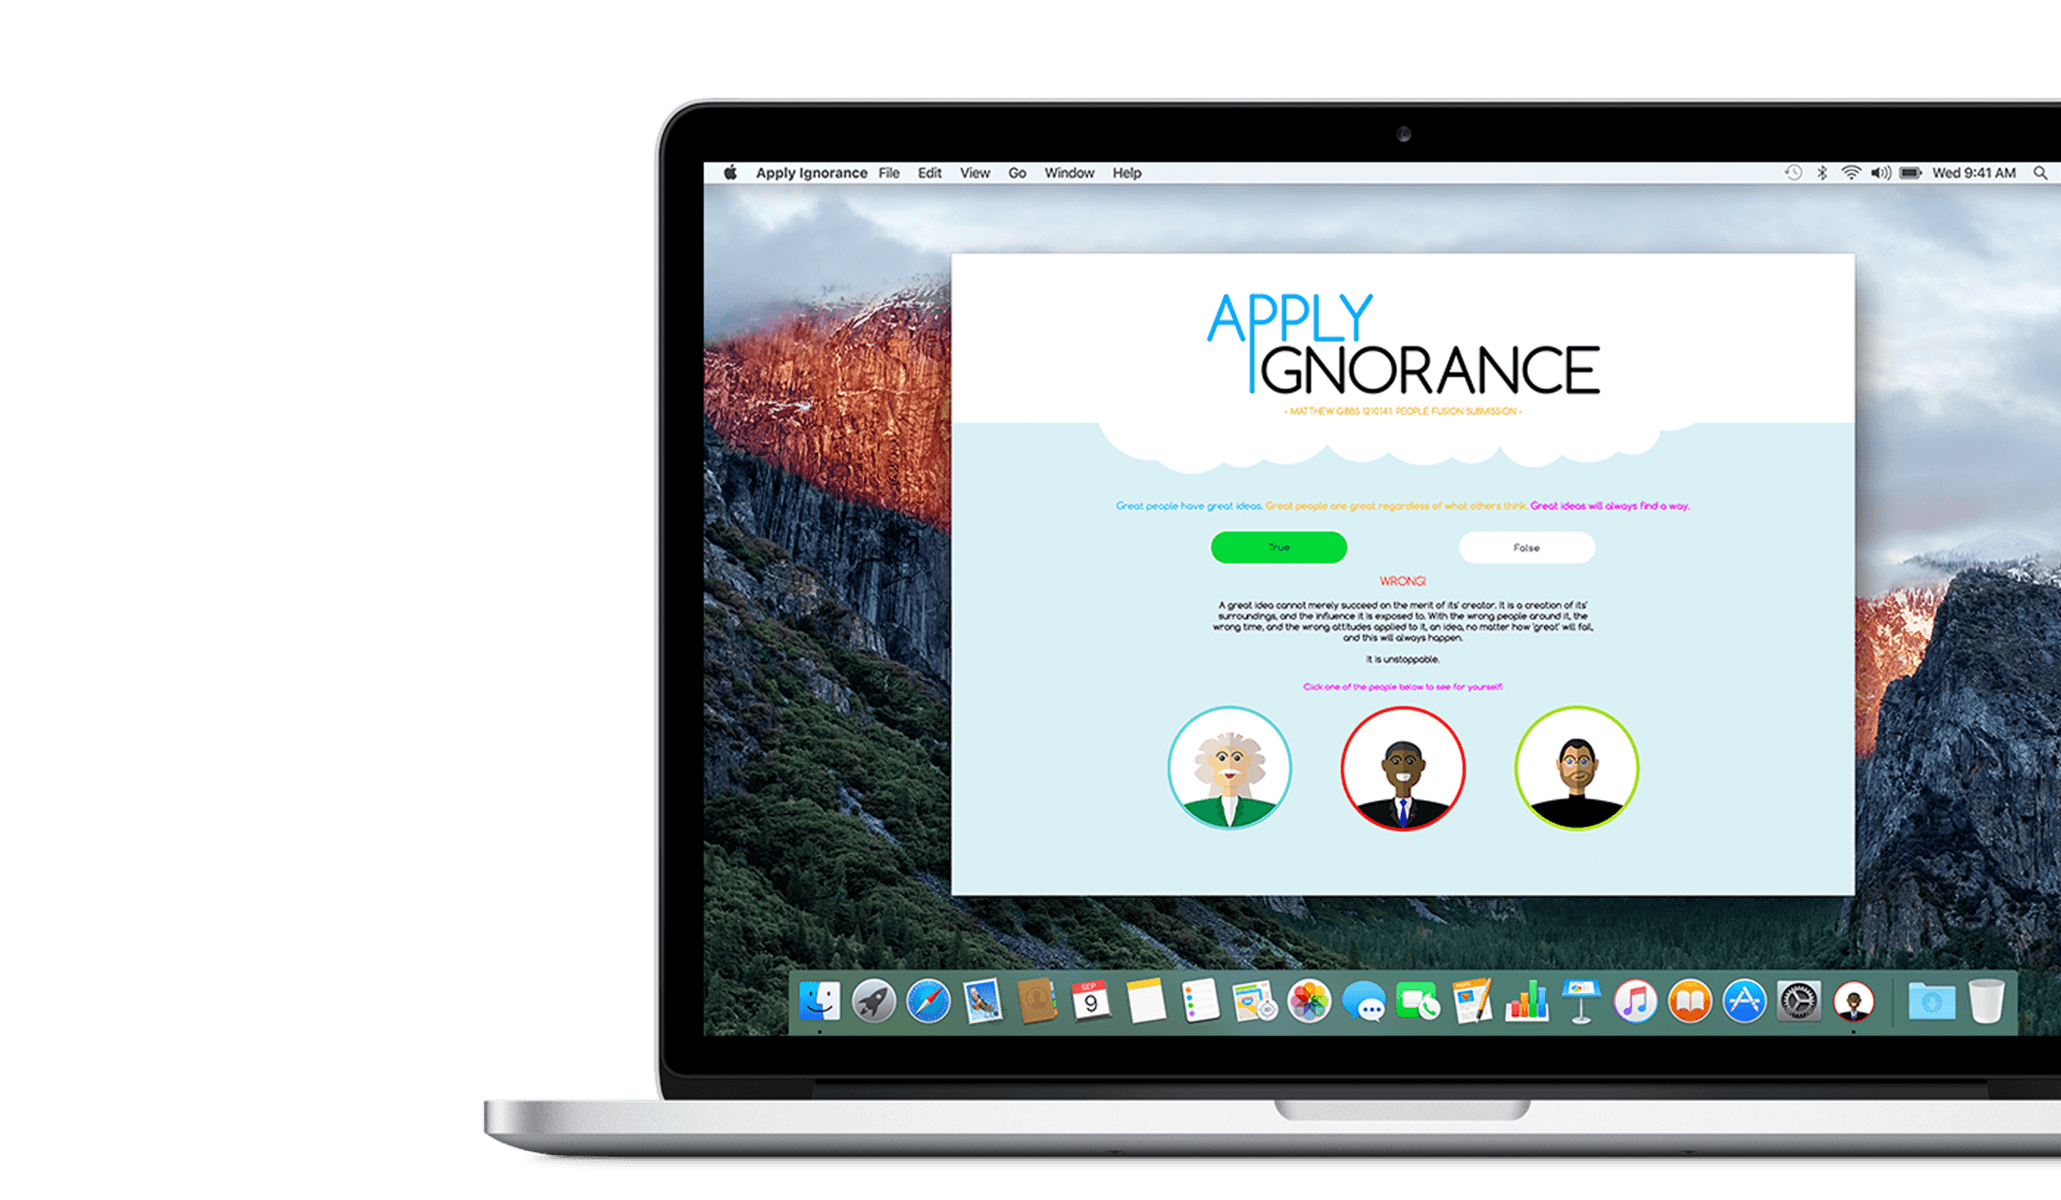 Apply Ignorance File Edit View Go Window Help Wed 9:41 AM
APPLY
IGNORANCE
- MATTHEW GIBBS 1210141 PEOPLE FUSION SUBMISSION -
Great people have great ideas. Great people are great regardless of what others think. Great ideas will always find a way.
True False
WRONG!
A great idea cannot merely succeed on the merit of its' creator. It is a creation of its'
surroundings, and the influence it is exposed to. With the wrong people around it, the
wrong time, and the wrong attitudes applied to it, an idea, no matter how 'great' will fail,
and this will always happen.
It is unstoppable.
Click one of the people below to see for yourself!
SEP
9